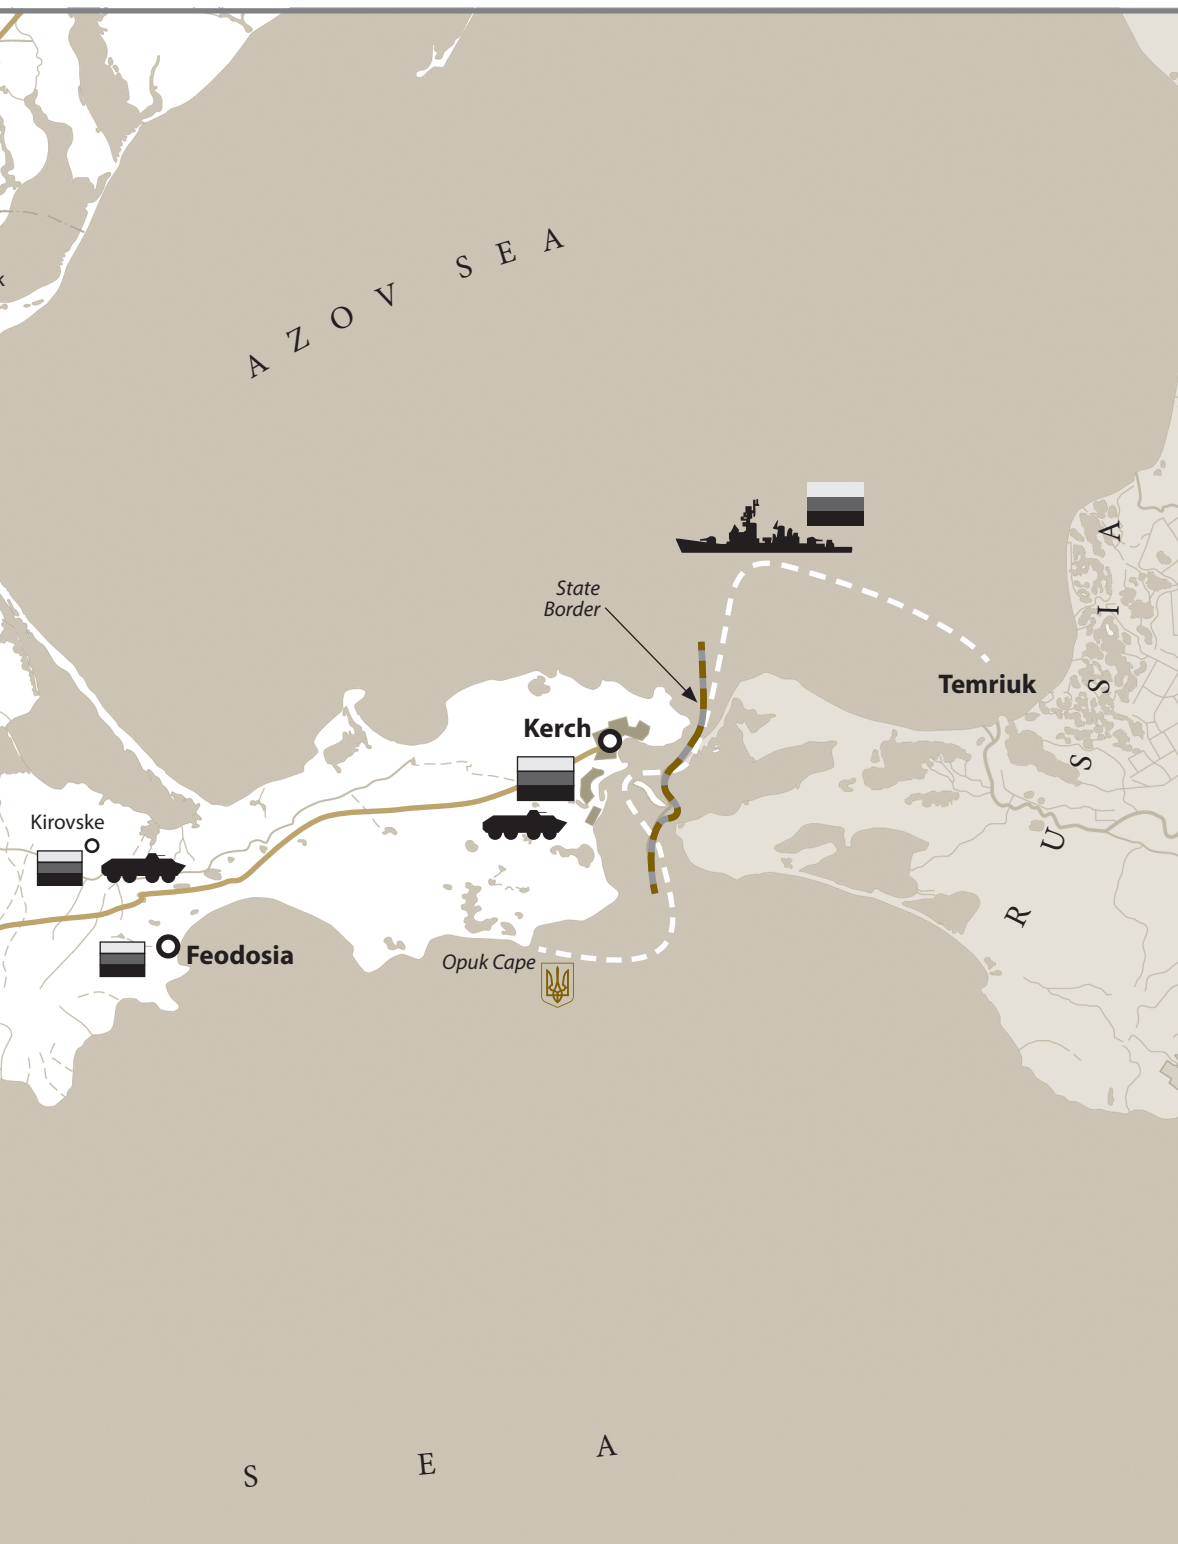 k
AZOV SEA
State
Border
Temriuk
Kerch
Kirovske
Feodosia
Opuk Cape
RUSSIA
SEA